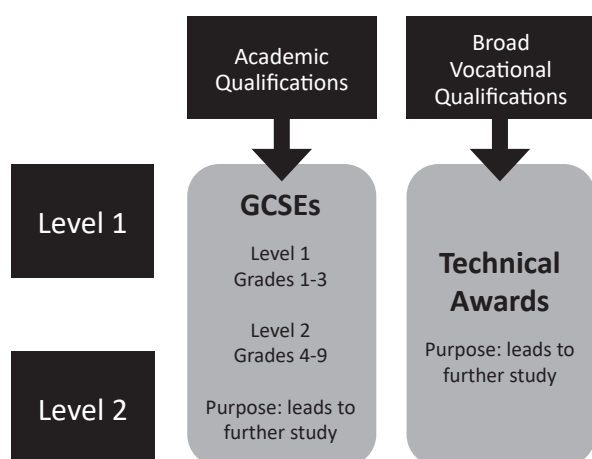 Academic
Qualifications
Broad
Vocational
Qualifications
Level 1
GCSEs
Level 1
Grades 1-3
Level 2
Grades 4-9
Purpose: leads to
further study
Technical
Awards
Purpose: leads to
further study
Level 2